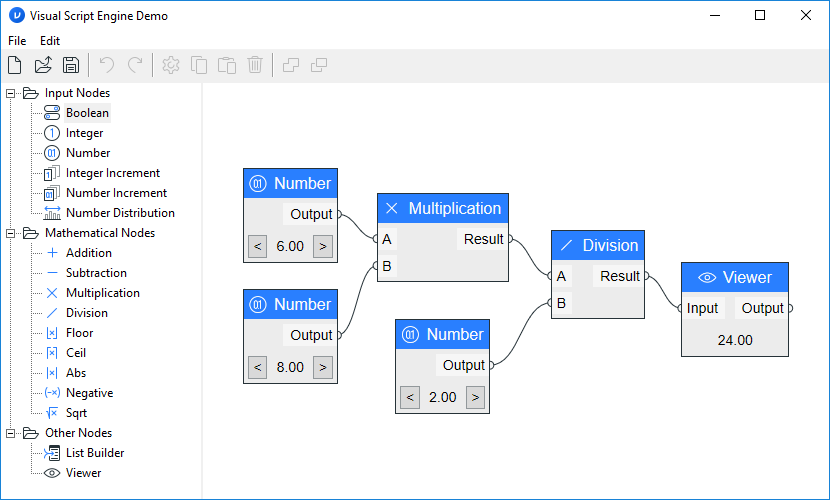 Visual Script Engine Demo
File Edit
Input Nodes
Boolean
Integer
Number
Integer Increment
Number Increment
Number Distribution
Mathematical Nodes
Addition
Subtraction
Multiplication
Division
Floor
Ceil
Abs
Negative
Sqrt
Other Nodes
List Builder
Viewer
Number
Output
< 6.00 >
Number
Output
< 8.00 >
Multiplication
A Result
B
Number
Output
< 2.00 >
Division
A Result
B
Viewer
Input Output
24.00